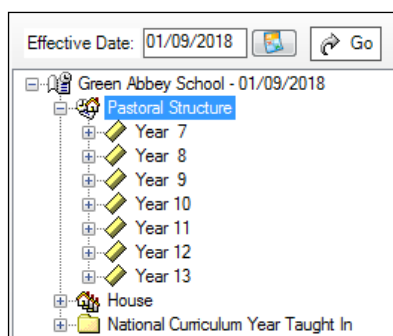 Effective Date: 01/09/2018 Go
Green Abbey School - 01/09/2018
Pastoral Structure
Year 7
Year 8
Year 9
Year 10
Year 11
Year 12
Year 13
House
National Curriculum Year Taught In